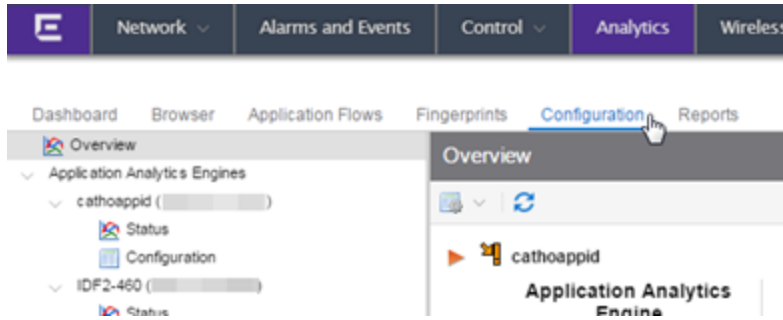 Network Alarms and Events Control Analytics Wireless
Dashboard Browser Application Flows Fingerprints Configuration Reports
Overview
Application Analytics Engines
cathoappid ( )
Status
Configuration
IDF2-460 ( )
Status
Overview
cathoappid
Application Analytics
Engine